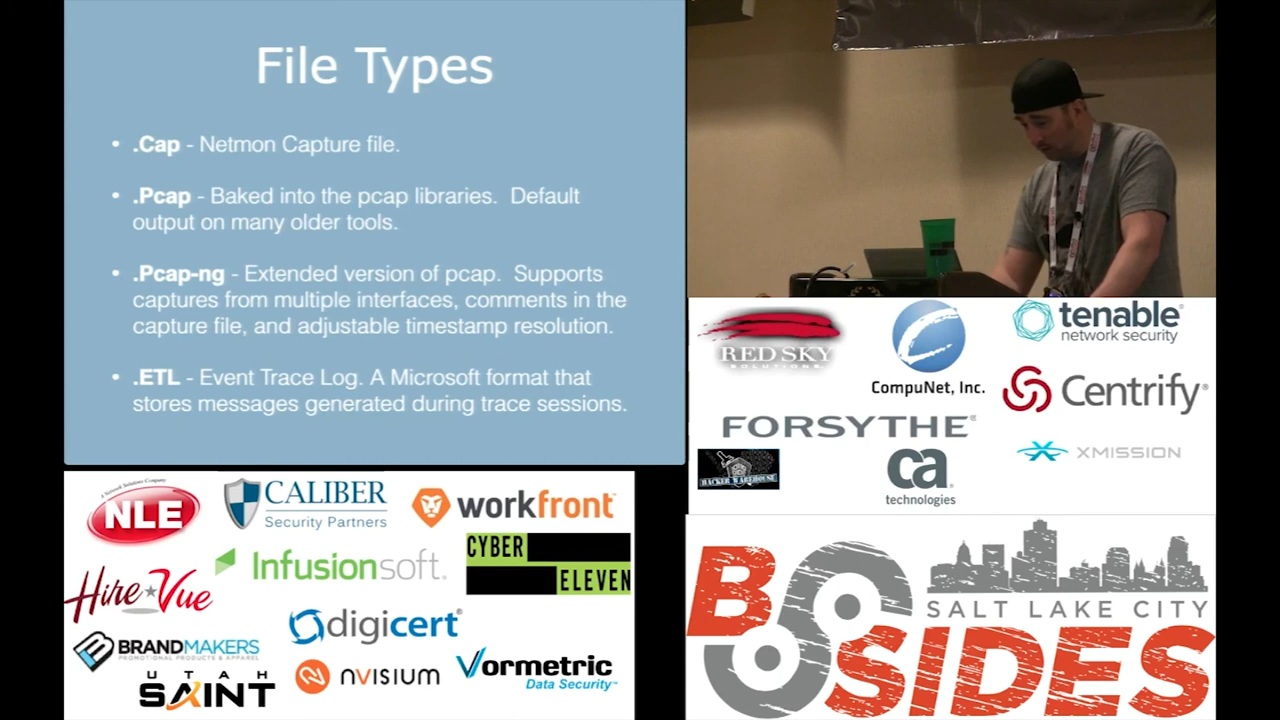 File Types
• .Cap - Netmon Capture file.
• .Pcap - Baked into the pcap libraries.  Default
output on many older tools.
• .Pcap-ng - Extended version of pcap.  Supports
captures from multiple interfaces, comments in the
capture file, and adjustable timestamp resolution.
• .ETL - Event Trace Log. A Microsoft format that
stores messages generated during trace sessions.
RED SKY
SOLUTIONS
CompuNet, Inc.
tenable
network security
Centrify®
FORSYTHE®
XMISSION
HACKER WAREHOUSE
ca
technologies
A Network Solutions Company
NLE
CALIBER
Security Partners
workfront
Infusionsoft.
CYBER
ELEVEN
Hire Vue
digicert®
BRANDMAKERS
PROMOTIONAL PRODUCTS & APPAREL
UTAH
SAINT
nVISIUM
Vormetric
Data Security™
BSIDES
SALT LAKE CITY